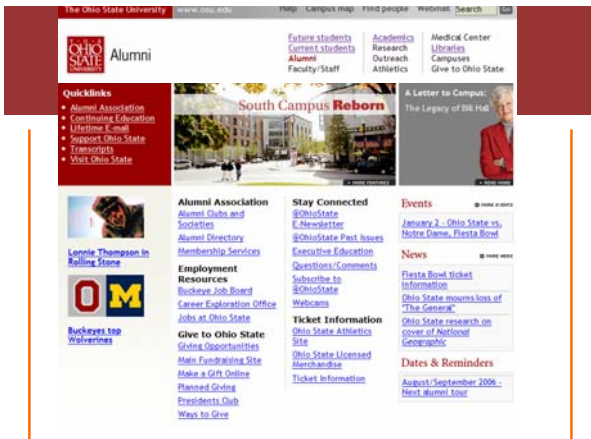 The Ohio State University www.osu.edu Help Campus map Find people Webmail Search Go
THE
OHIO
STATE
UNIVERSITY
Alumni
Future students
Current students
Alumni
Faculty/Staff
Academics
Research
Outreach
Athletics
Medical Center
Libraries
Campuses
Give to Ohio State
Quicklinks
Alumni Association
Continuing Education
Lifetime E-mail
Support Ohio State
Transcripts
Visit Ohio State
South Campus Reborn
MORE FEATURES
A Letter to Campus:
The Legacy of Bill Hall
READ MORE
Lonnie Thompson in
Rolling Stone
O M
Buckeyes top
Wolverines
Alumni Association
Alumni Clubs and
Societies
Alumni Directory
Membership Services
Employment
Resources
Buckeye Job Board
Career Exploration Office
Jobs at Ohio State
Give to Ohio State
Giving Opportunities
Main Fundraising Site
Make a Gift Online
Planned Giving
Presidents Club
Ways to Give
Stay Connected
@OhioState
E-Newsletter
@OhioState Past Issues
Executive Education
Questions/Comments
Subscribe to
@OhioState
Webcams
Ticket Information
Ohio State Athletics
Site
Ohio State Licensed
Merchandise
Ticket Information
Events MORE EVENTS
January 2 - Ohio State vs.
Notre Dame, Fiesta Bowl
News MORE NEWS
Fiesta Bowl ticket
information
Ohio State mourns loss of
"The General"
Ohio State research on
cover of National
Geographic
Dates & Reminders
August/September 2006 -
Next alumni tour